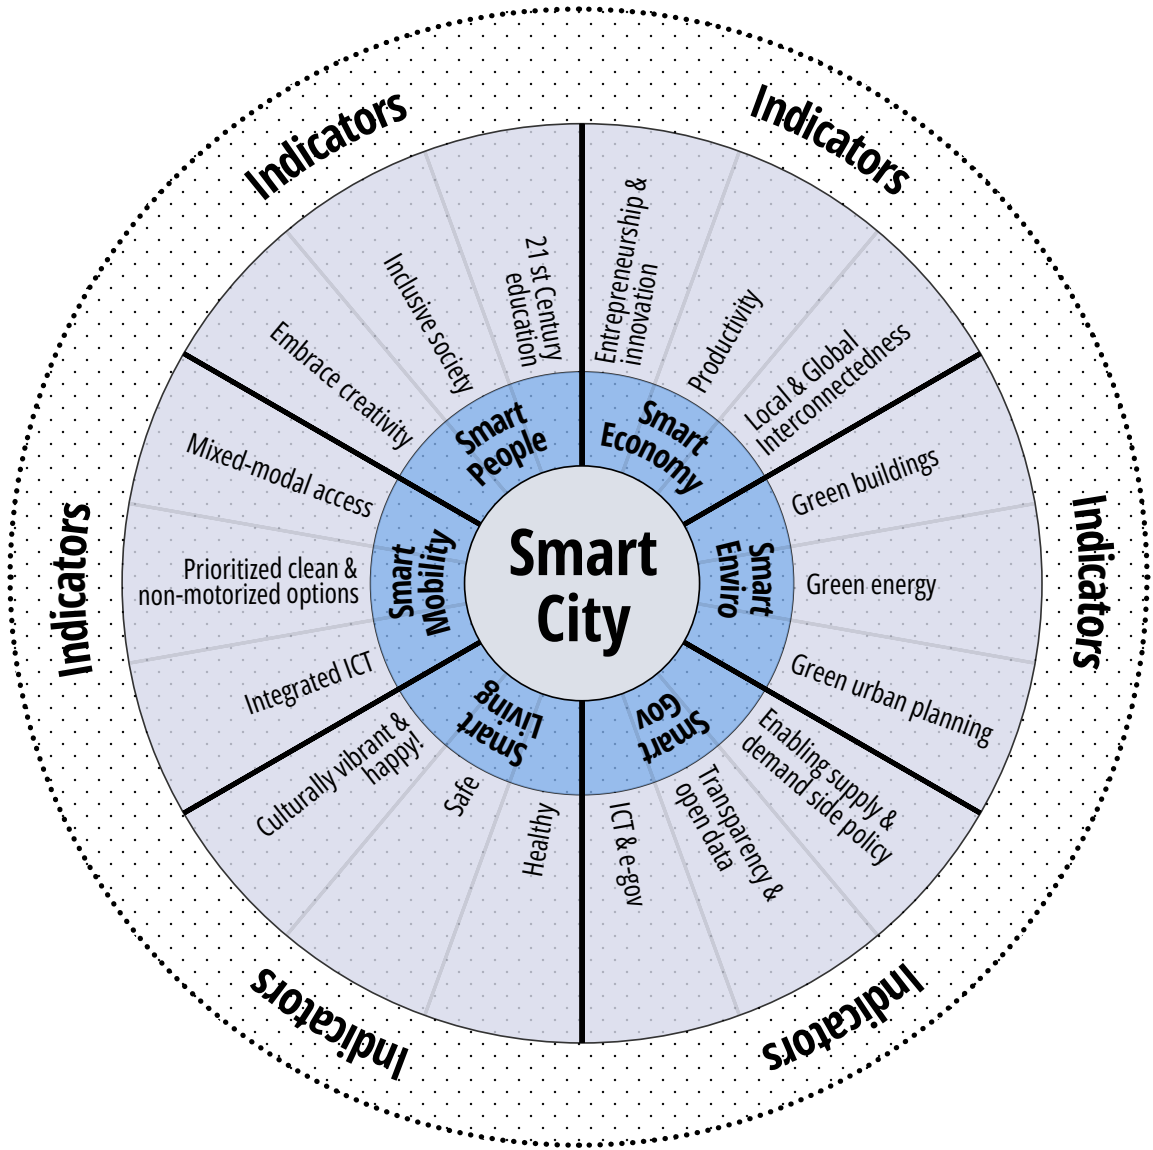 Smart
City
Smart
Economy
Entrepreneurship &
innovation
Productivity
Local & Global
Interconnectedness
Indicators
Smart
Enviro
Green buildings
Green energy
Green urban planning
Indicators
Smart
Gov
Enabling supply &
demand side policy
Transparency &
open data
ICT & e-gov
Indicators
Smart
Living
Healthy
Safe
Culturally vibrant &
happy!
Indicators
Smart
Mobility
Integrated ICT
Prioritized clean &
non-motorized options
Mixed-modal access
Indicators
Smart
People
Embrace creativity
Inclusive society
21 st Century
education
Indicators